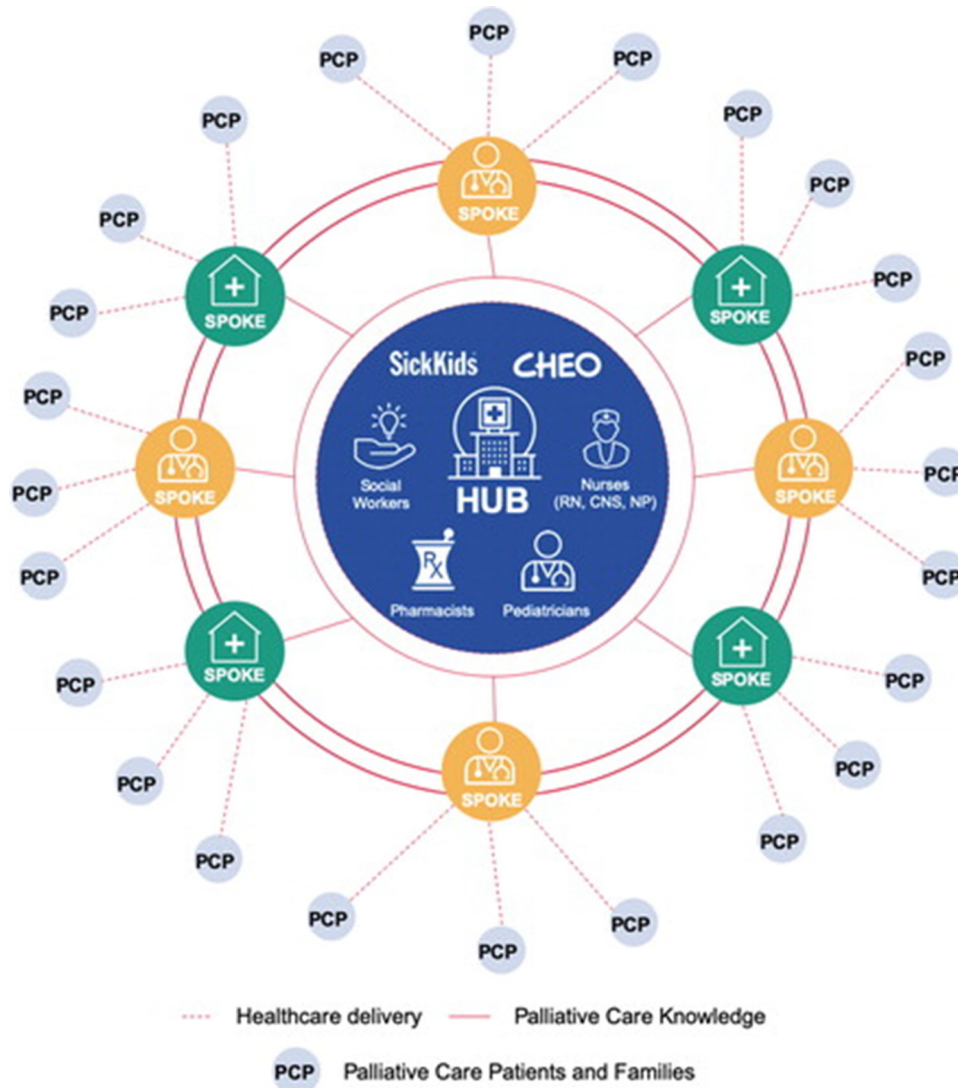 PCP
PCP
PCP
PCP
PCP
SPOKE
PCP
PCP
PCP
PCP
SPOKE
SPOKE
PCP
SickKids®
CHEO
PCP
PCP
Social
Workers
HUB
Nurses
(RN, CNS, NP)
SPOKE
SPOKE
PCP
PCP
PCP
PCP
Rx
Pharmacists
Pediatricians
SPOKE
SPOKE
PCP
PCP
PCP
PCP
SPOKE
PCP
PCP
PCP
PCP
PCP
Healthcare delivery
Palliative Care Knowledge
PCP
Palliative Care Patients and Families